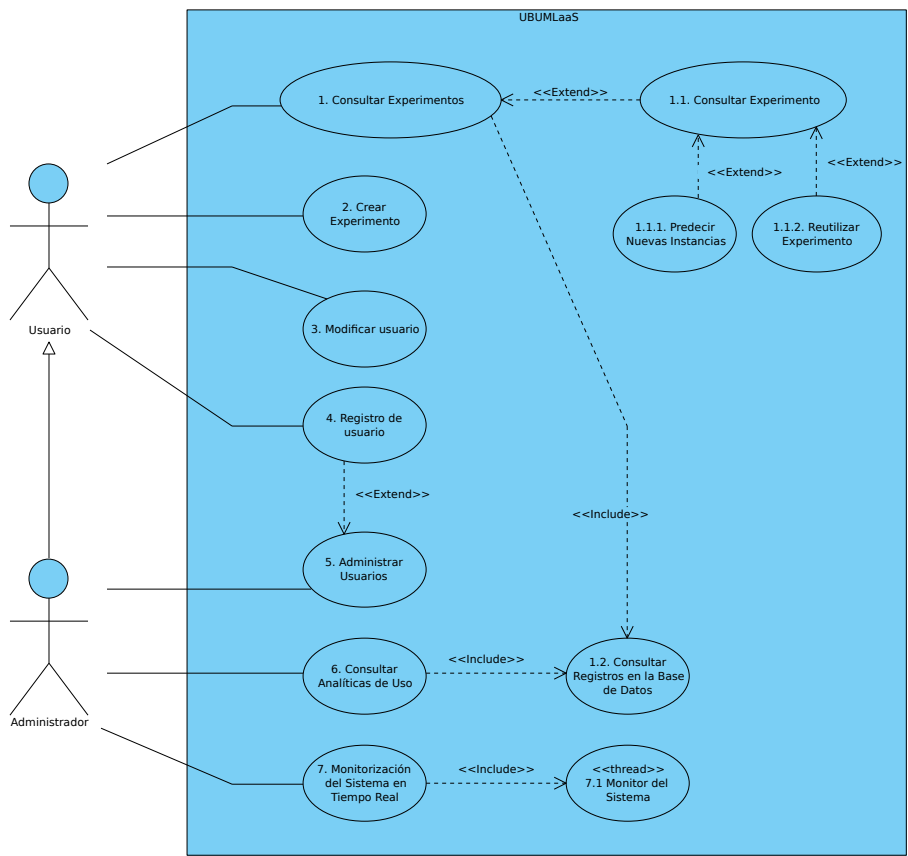 UBUMLaaS
1. Consultar Experimentos
<<Extend>>
1.1. Consultar Experimento
<<Extend>>
<<Extend>>
2. Crear
Experimento
1.1.1. Predecir
Nuevas Instancias
1.1.2. Reutilizar
Experimento
Usuario
3. Modificar usuario
4. Registro de
usuario
<<Extend>>
<<Include>>
5. Administrar
Usuarios
6. Consultar
Analíticas de Uso
<<Include>>
1.2. Consultar
Registros en la Base
de Datos
Administrador
7. Monitorización
del Sistema en
Tiempo Real
<<Include>>
<<thread>>
7.1 Monitor del
Sistema